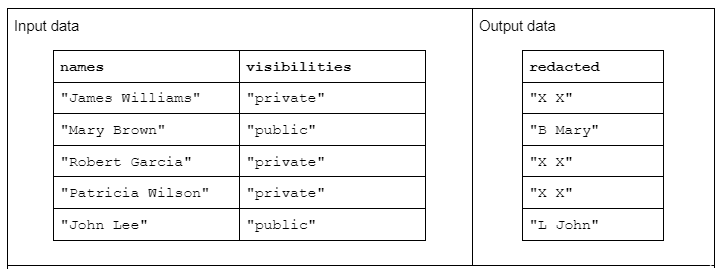 Input data
Output data
names visibilities redacted
"James Williams" "private" "X X"
"Mary Brown" "public" "B Mary"
"Robert Garcia" "private" "X X"
"Patricia Wilson" "private" "X X"
"John Lee" "public" "L John"